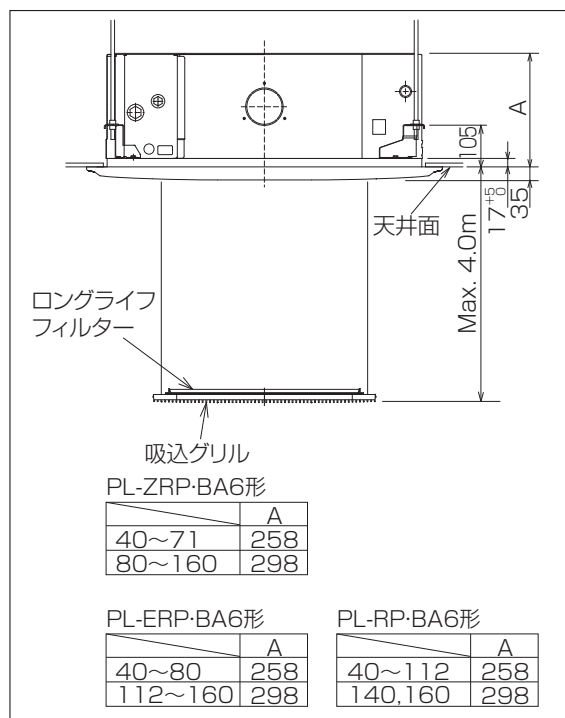 A
105
17 +5 0
35
天井面
Max. 4.0m
ロングライフ
フィルター
吸込グリル
PL-ZRP・BA6形
A
40～71 258
80～160 298
PL-ERP・BA6形
A
40～80 258
112～160 298
PL-RP・BA6形
A
40～112 258
140,160 298